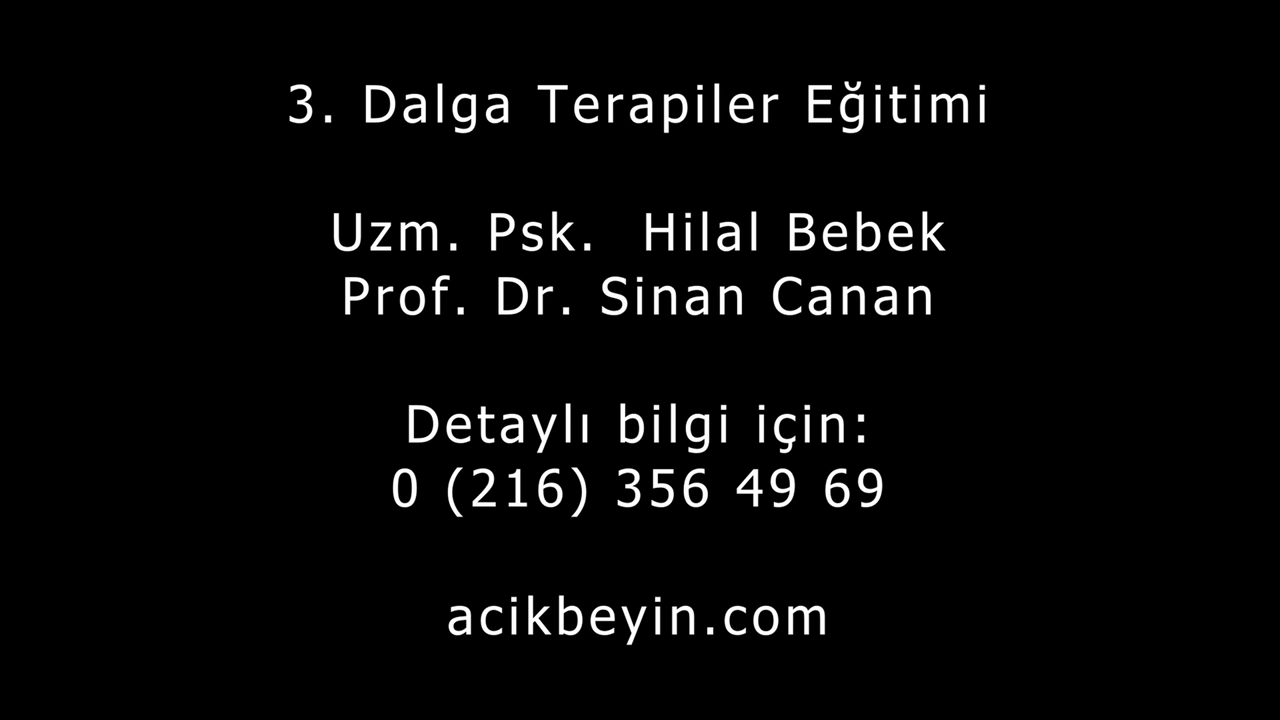 3. Dalga Terapiler Eğitimi
Uzm. Psk. Hilal Bebek
Prof. Dr. Sinan Canan
Detaylı bilgi için:
0 (216) 356 49 69
acikbeyin.com